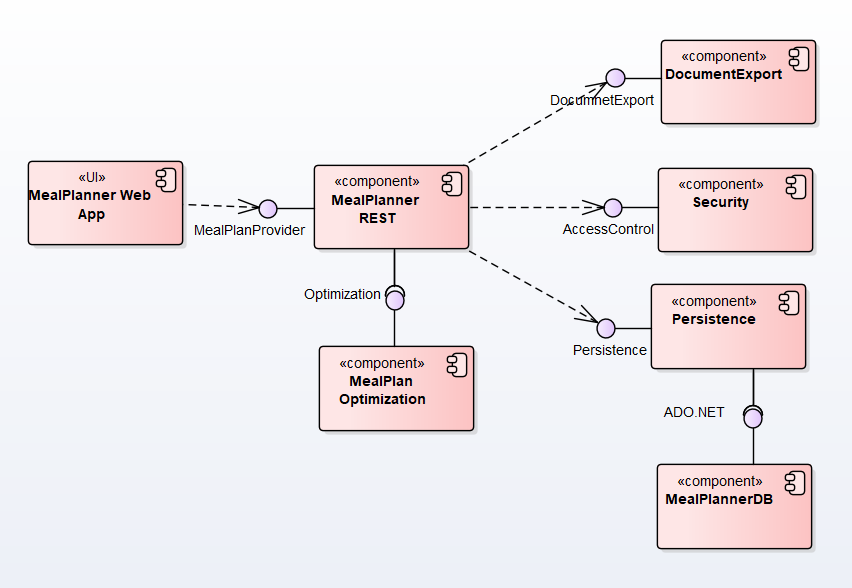 «component»
DocumentExport
DocumnetExport
«UI»
MealPlanner Web
App
MealPlanProvider
«component»
MealPlanner
REST
«component»
Security
AccessControl
Optimization
«component»
Persistence
Persistence
«component»
MealPlan
Optimization
ADO.NET
«component»
MealPlannerDB